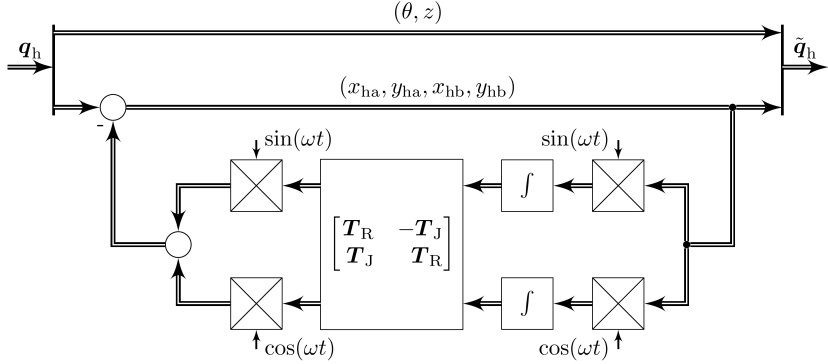 (θ, z)
q_h
q̃_h
(x_ha, y_ha, x_hb, y_hb)
-
sin(ωt)
sin(ωt)
∫
[T_R -T_J
T_J T_R]
∫
cos(ωt)
cos(ωt)